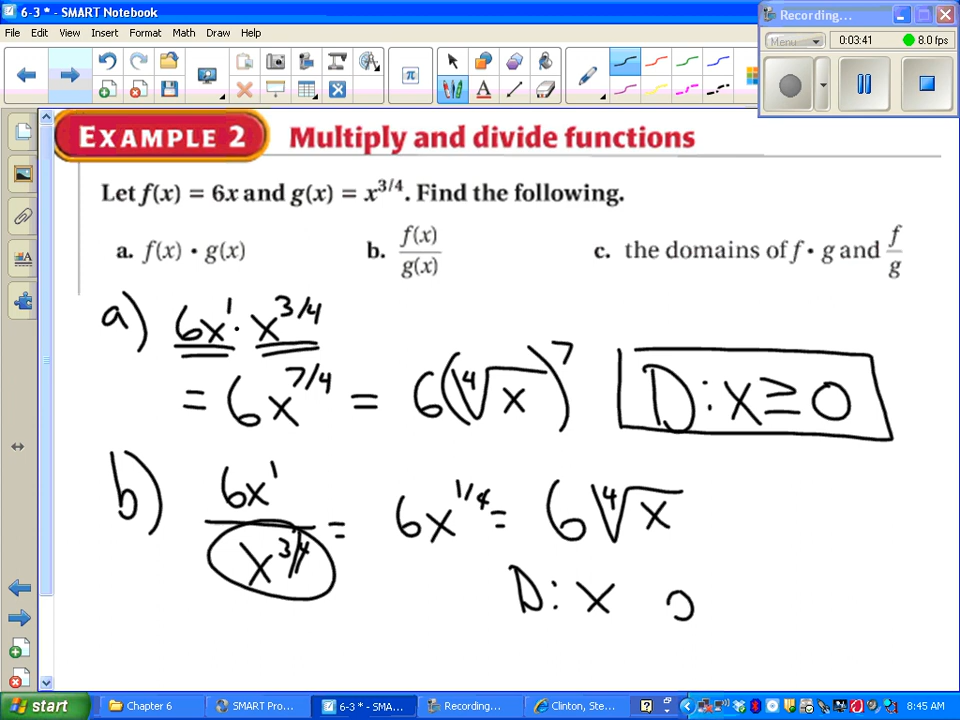 6-3 * - SMART Notebook
Recording...
File Edit View Insert Format Math Draw Help
Menu 0:03:41 8.0 fps
EXAMPLE 2 Multiply and divide functions
Let f(x) = 6x and g(x) = x^3/4. Find the following.
a. f(x) • g(x) b. f(x)/g(x) c. the domains of f • g and f/g
a) 6x^1 · x^3/4
= 6x^7/4 = 6(∜x)^7 D: x ≥ 0
b) 6x^1/x^3/4 = 6x^1/4 = 6∜x
D: x
start Chapter 6 SMART Pro... 6-3 * - SMA... Recording... Clinton, Ste... 8:45 AM